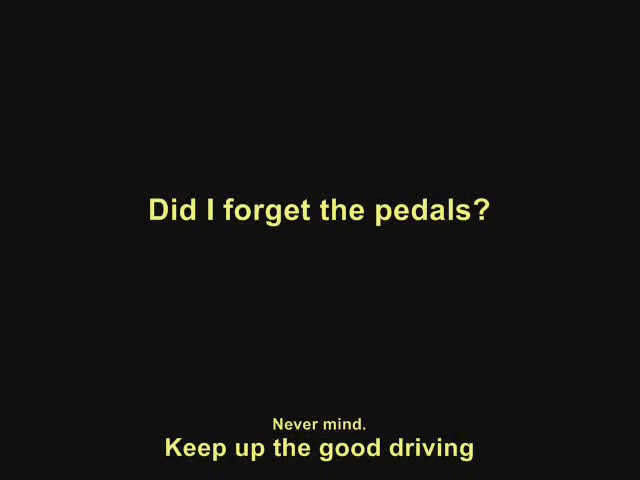 Did I forget the pedals?
Never mind.
Keep up the good driving